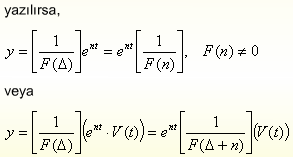 yazılırsa,
y = [1/F(Δ)]e^{nt} = e^{nt}[1/F(n)], F(n) ≠ 0
veya
y = [1/F(Δ)](e^{nt} · V(t)) = e^{nt}[1/F(Δ + n)](V(t))